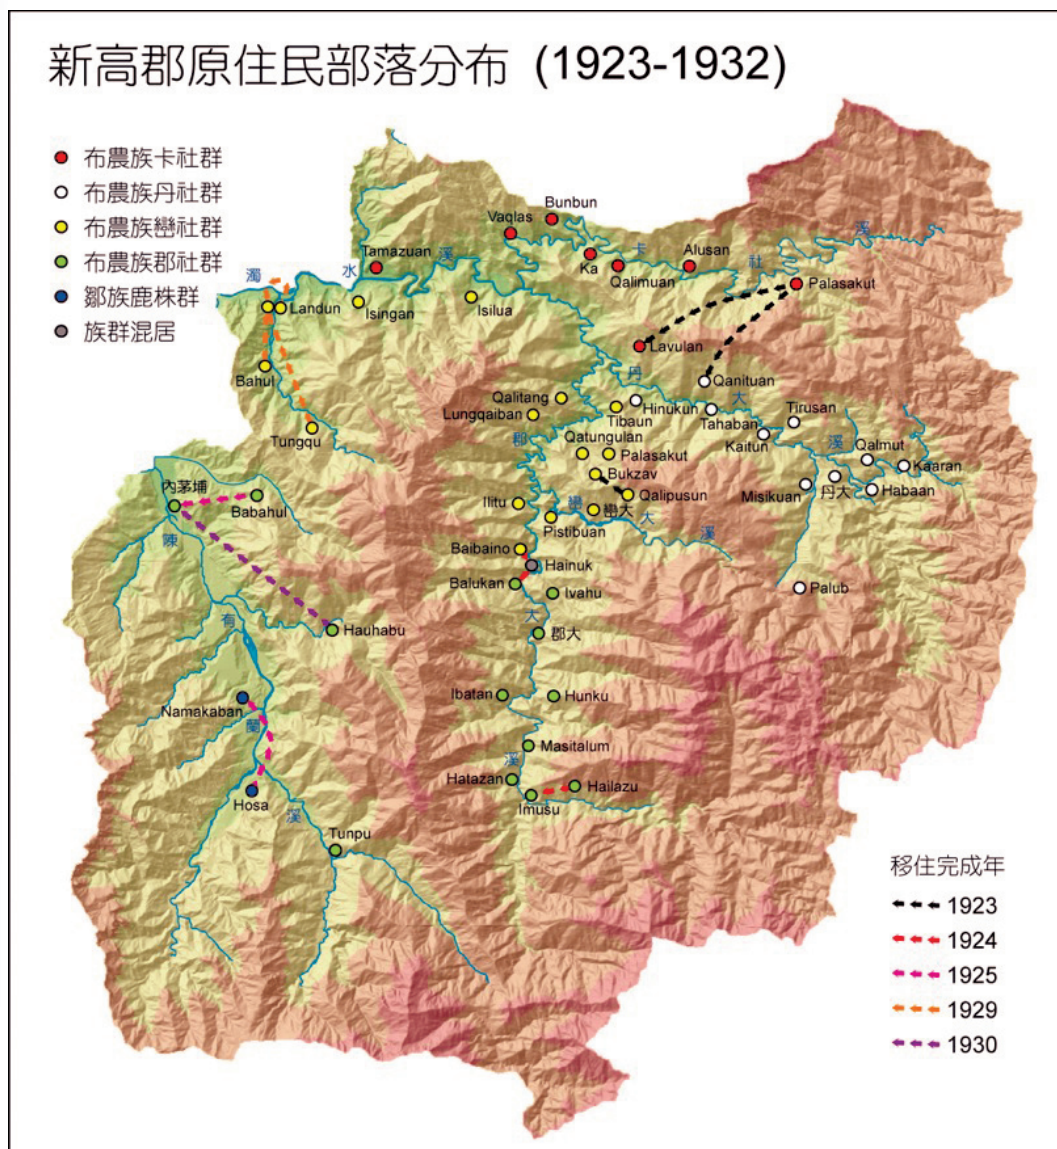 新高郡原住民部落分布 (1923-1932)
布農族卡社群
布農族丹社群
布農族巒社群
布農族郡社群
鄒族鹿株群
族群混居
Bunbun
Vaqlas
Tamazuan
Ka
Qalimuan
Alusan
Palasakut
濁
水
溪
卡
社
溪
Landun
Isingan
Isilua
Lavulan
Bahul
丹
Qanituan
大
Qalitang
Lungqaiban
Hinukun
Tibaun
Tahaban
Tirusan
Tungqu
郡
Qatungulan
Palasakut
Kaitun
溪
Qalmut
Kaaran
Bukzav
內茅埔
Babahul
Qalipusun
Misikuan
丹大
Habaan
Ilitu
巒
巒大
大
溪
Pistibuan
陳
Baibaino
Hainuk
Balukan
Ivahu
Palub
有
Hauhabu
大
郡大
Namakaban
蘭
Ibatan
Hunku
Masitalum
溪
Hatazan
Hailazu
Imusu
Hosa
溪
Tunpu
移住完成年
1923
1924
1925
1929
1930